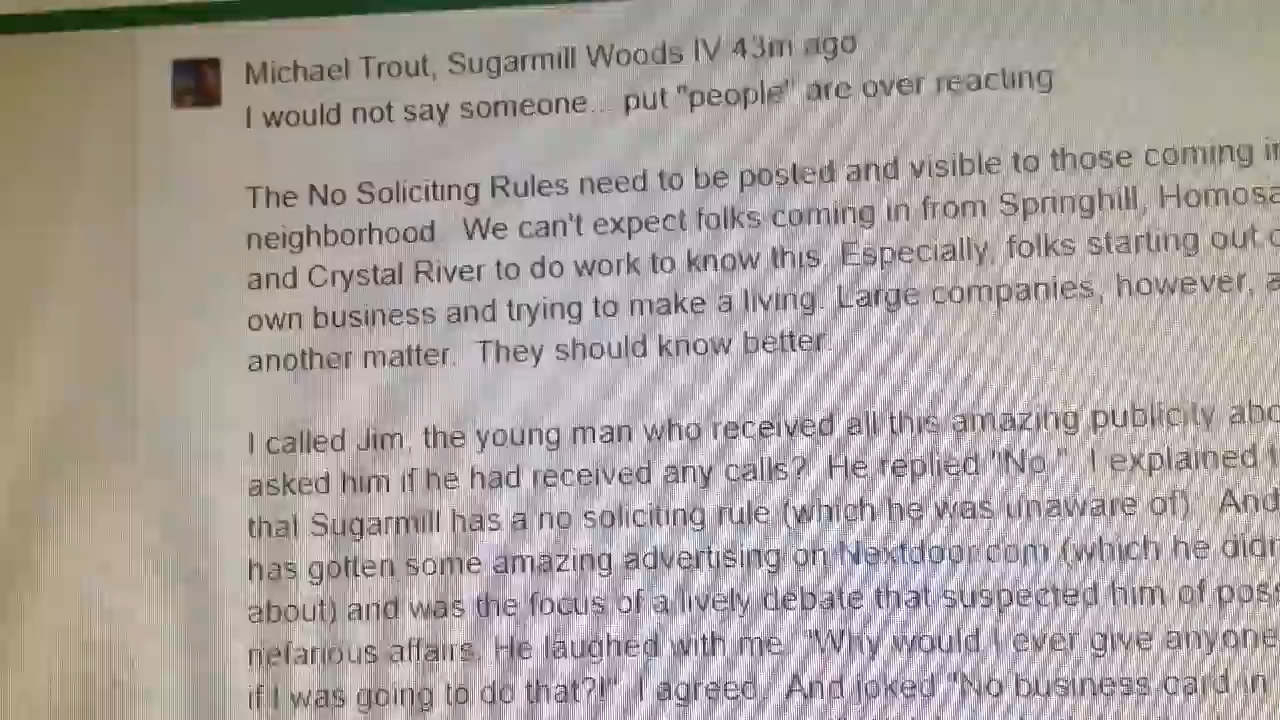 Michael Trout, Sugarmill Woods IV 43m ago
I would not say someone... put "people" are over reacting
The No Soliciting Rules need to be posted and visible to those coming
neighborhood. We can't expect folks coming in from Springhill, Homosa
and Crystal River to do work to know this. Especially, folks starting out
own business and trying to make a living. Large companies, however,
another matter. They should know better.
I called Jim, the young man who received all this amazing publicity abo
asked him if he had received any calls? He replied "No." I explained
that Sugarmill has a no soliciting rule (which he was unaware of). And
has gotten some amazing advertising on Nextdoor.com (which he didn
about) and was the focus of a lively debate that suspected him of poss
nefarious affairs. He laughed with me. "Why would I ever give anyone
if I was going to do that?!" I agreed. And joked "No business card in